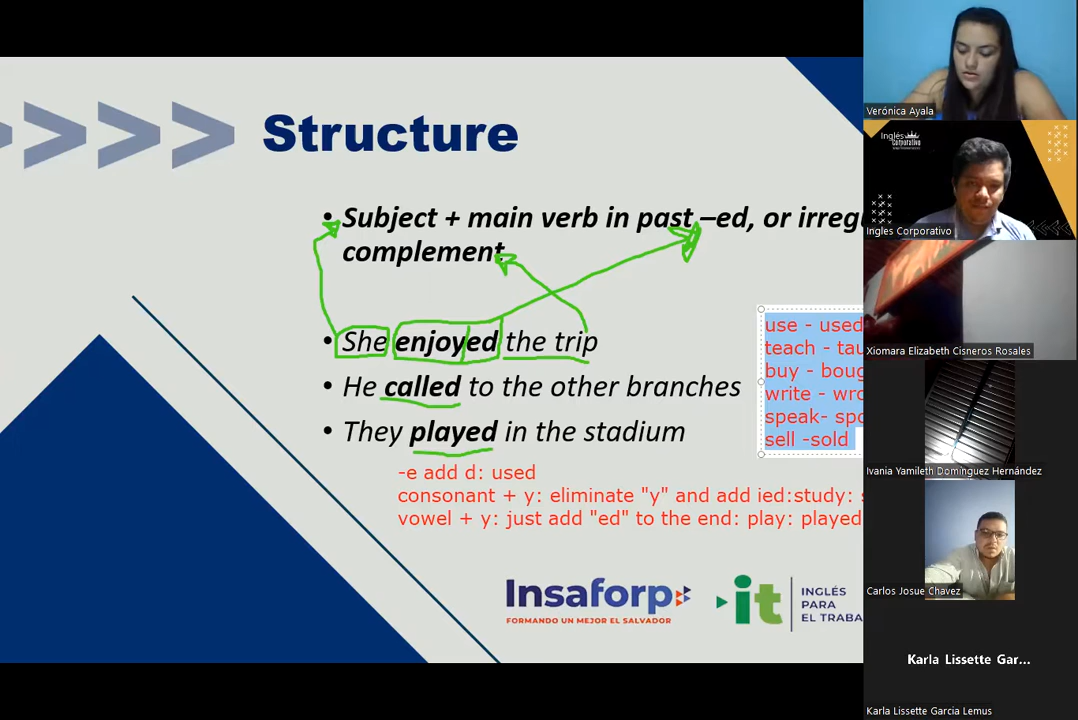 Structure
• Subject + main verb in past –ed, or irregu
complement.
• She enjoyed the trip
• He called to the other branches
• They played in the stadium
use - used
teach - tau
buy - boug
write - wro
speak- spo
sell -sold
-e add d: used
consonant + y: eliminate "y" and add ied:study: s
vowel + y: just add "ed" to the end: play: played
Insaforp
FORMANDO UN MEJOR EL SALVADOR
it
INGLÉS
PARA
EL TRABA
Verónica Ayala
Inglés
Corporativo
Ingles Corporativo
Xiomara Elizabeth Cisneros Rosales
Ivania Yamileth Domínguez Hernández
Carlos Josue Chavez
Karla Lissette Gar...
Karla Lissette Garcia Lemus